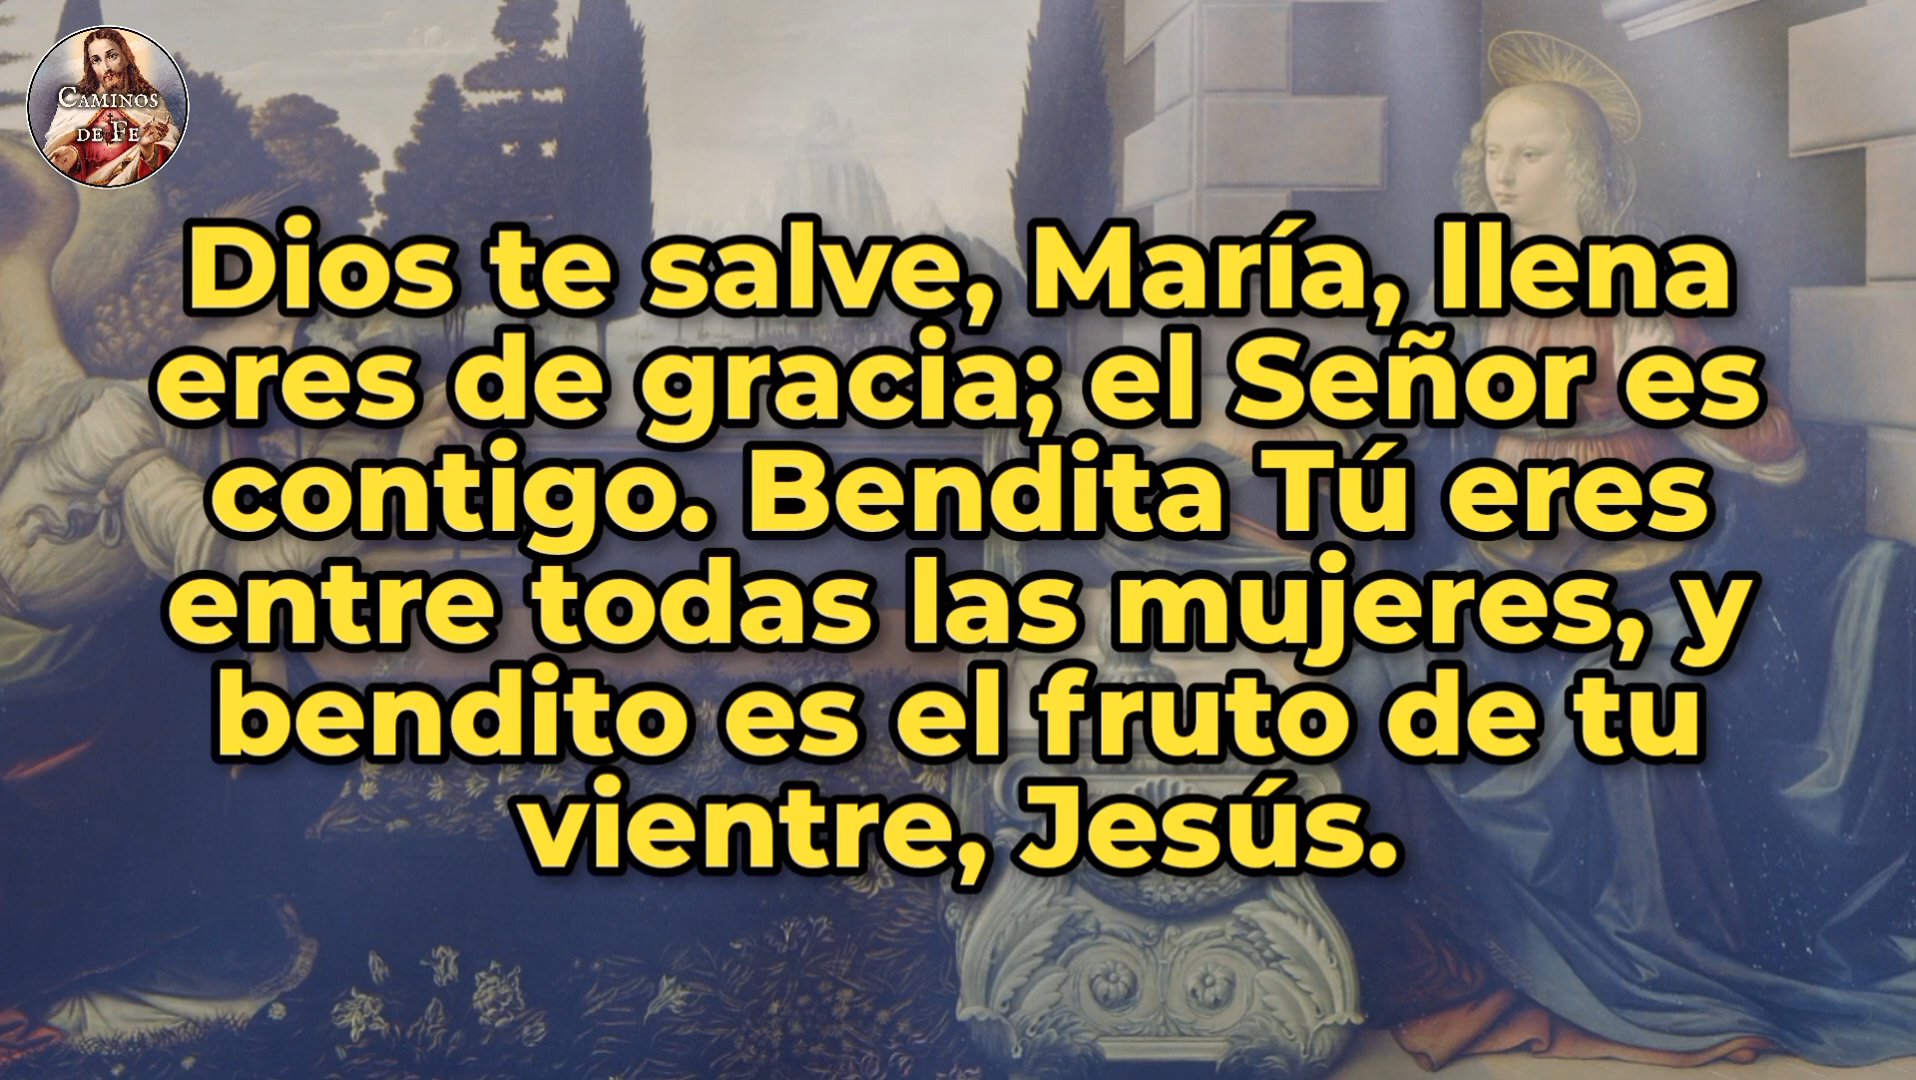 CAMINOS
DE FE
Dios te salve, María, llena
eres de gracia; el Señor es
contigo. Bendita Tú eres
entre todas las mujeres, y
bendito es el fruto de tu
vientre, Jesús.